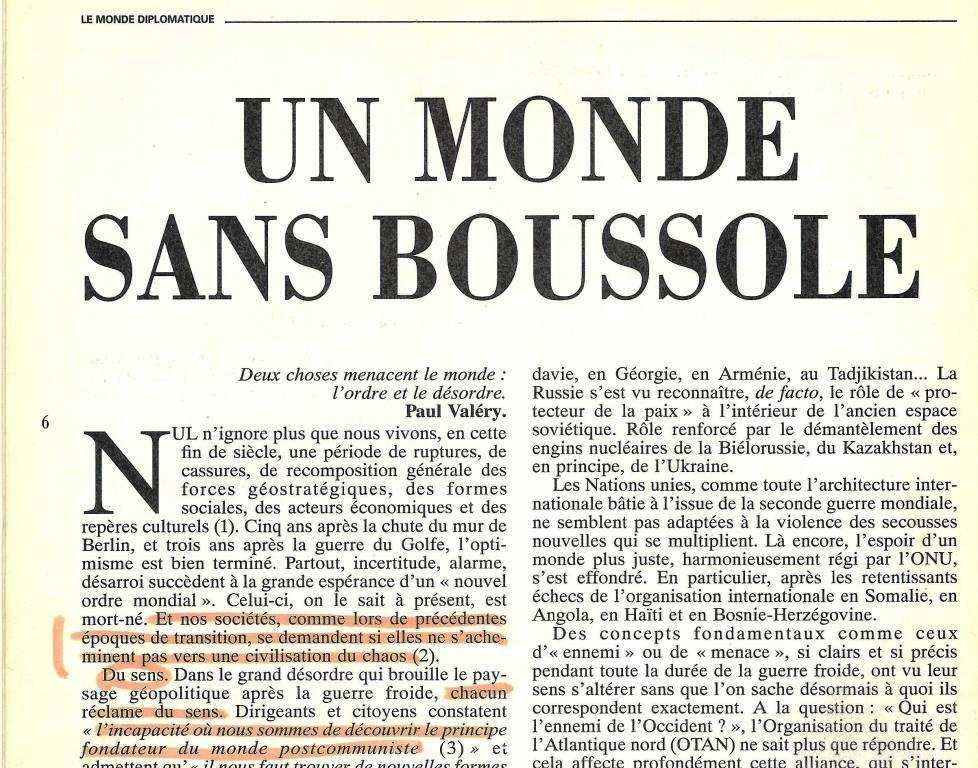 LE MONDE DIPLOMATIQUE
UN MONDE
SANS BOUSSOLE
Deux choses menacent le monde :
l'ordre et le désordre.
Paul Valéry.
6
NUL n'ignore plus que nous vivons, en cette
fin de siècle, une période de ruptures, de
cassures, de recomposition générale des
forces géostratégiques, des formes
sociales, des acteurs économiques et des
repères culturels (1). Cinq ans après la chute du mur de
Berlin, et trois ans après la guerre du Golfe, l'opti-
misme est bien terminé. Partout, incertitude, alarme,
désarroi succèdent à la grande espérance d'un « nouvel
ordre mondial ». Celui-ci, on le sait à présent, est
mort-né. Et nos sociétés, comme lors de précédentes
époques de transition, se demandent si elles ne s'ache-
minent pas vers une civilisation du chaos (2).
Du sens. Dans le grand désordre qui brouille le pay-
sage géopolitique après la guerre froide, chacun
réclame du sens. Dirigeants et citoyens constatent
« l'incapacité où nous sommes de découvrir le principe
fondateur du monde postcommuniste (3) » et
admettent qu'« il nous faut trouver de nouvelles formes
davie, en Géorgie, en Arménie, au Tadjikistan... La
Russie s'est vu reconnaître, de facto, le rôle de « pro-
tecteur de la paix » à l'intérieur de l'ancien espace
soviétique. Rôle renforcé par le démantèlement des
engins nucléaires de la Biélorussie, du Kazakhstan et,
en principe, de l'Ukraine.
Les Nations unies, comme toute l'architecture inter-
nationale bâtie à l'issue de la seconde guerre mondiale,
ne semblent pas adaptées à la violence des secousses
nouvelles qui se multiplient. Là encore, l'espoir d'un
monde plus juste, harmonieusement régi par l'ONU,
s'est effondré. En particulier, après les retentissants
échecs de l'organisation internationale en Somalie, en
Angola, en Haïti et en Bosnie-Herzégovine.
Des concepts fondamentaux comme ceux
d'« ennemi » ou de « menace », si clairs et si précis
pendant toute la durée de la guerre froide, ont vu leur
sens s'altérer sans que l'on sache désormais à quoi ils
correspondent exactement. A la question : « Qui est
l'ennemi de l'Occident ? », l'Organisation du traité de
l'Atlantique nord (OTAN) ne sait plus que répondre. Et
cela affecte profondément cette alliance, qui s'inter-